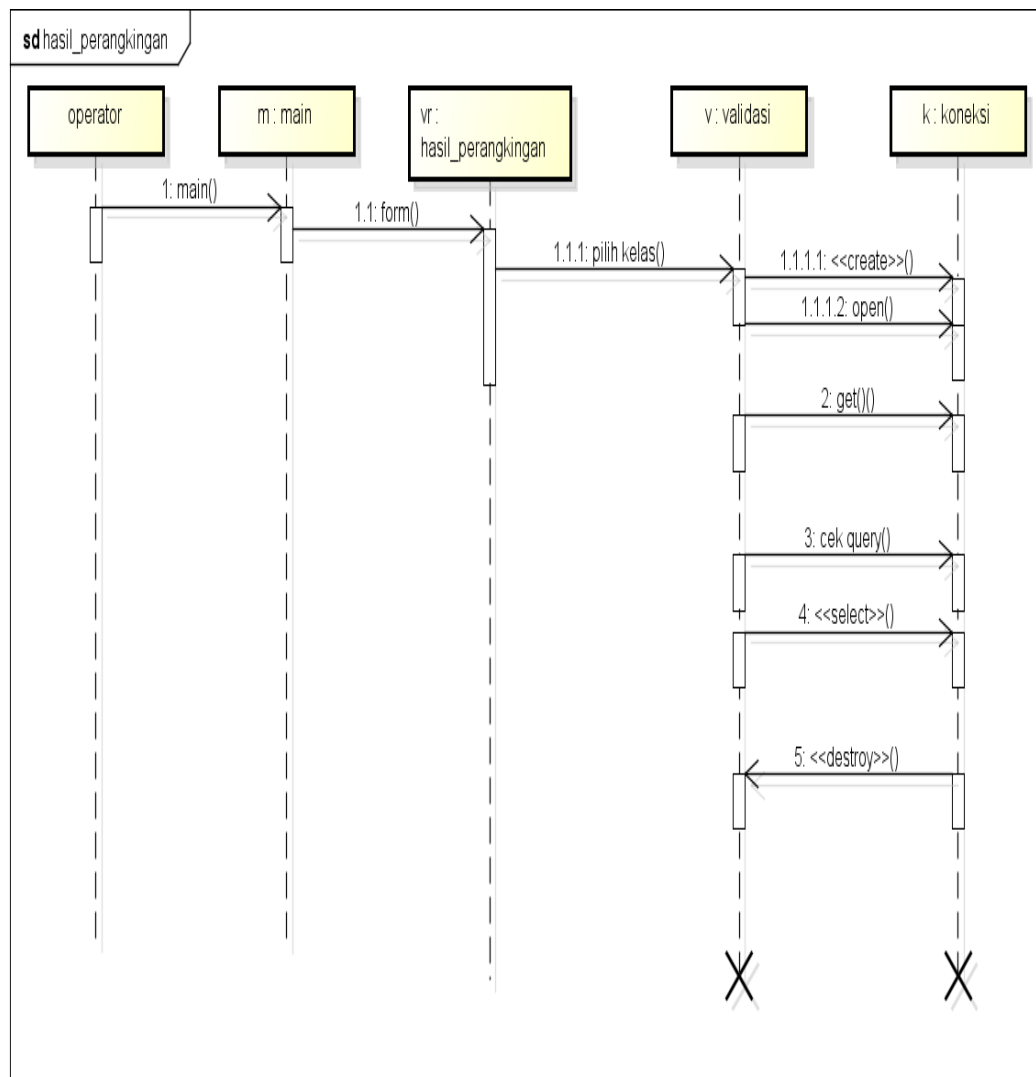 sd hasil_perangkingan
operator
m : main
vr :
hasil_perangkingan
v : validasi
k : koneksi
1: main()
1.1: form()
1.1.1: pilih kelas()
1.1.1.1: <<create>>()
1.1.1.2: open()
2: get()()
3: cek query()
4: <<select>>()
5: <<destroy>>()